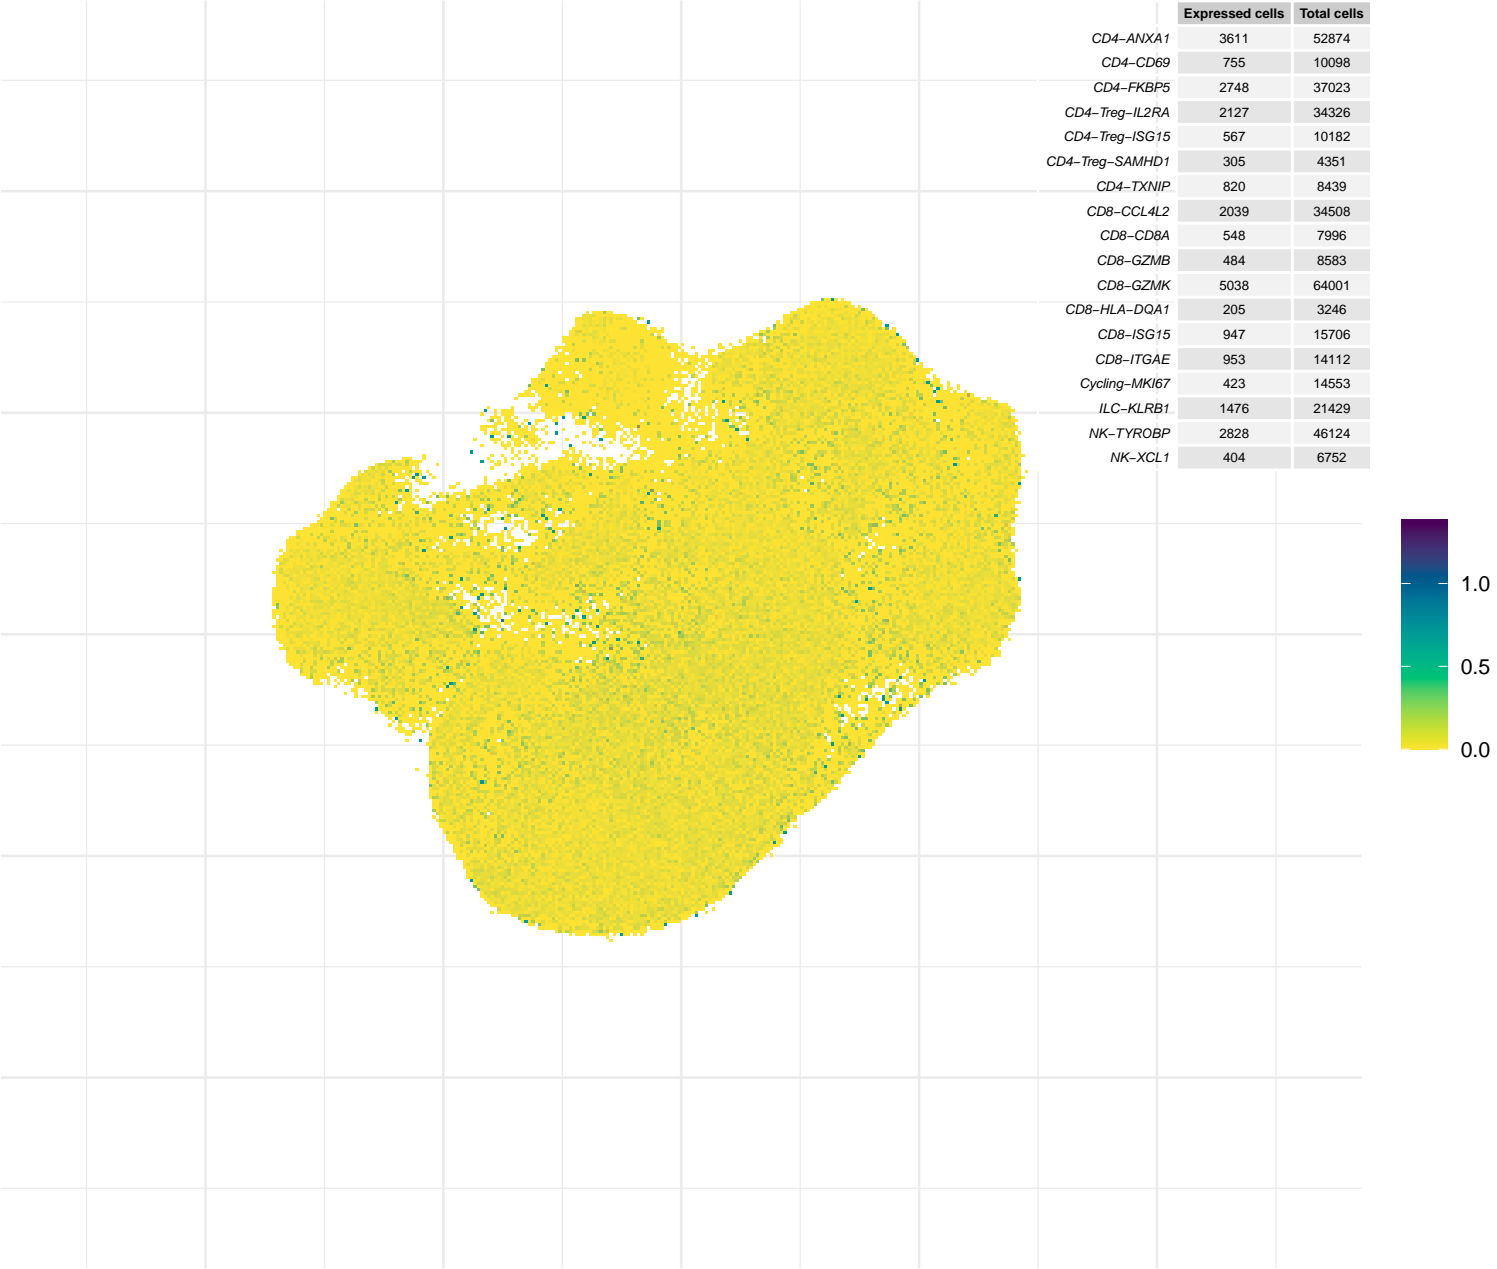 Expressed cells Total cells
CD4−ANXA1 3611 52874
CD4−CD69 755 10098
CD4−FKBP5 2748 37023
CD4−Treg−IL2RA 2127 34326
CD4−Treg−ISG15 567 10182
CD4−Treg−SAMHD1 305 4351
CD4−TXNIP 820 8439
CD8−CCL4L2 2039 34508
CD8−CD8A 548 7996
CD8−GZMB 484 8583
CD8−GZMK 5038 64001
CD8−HLA−DQA1 205 3246
CD8−ISG15 947 15706
CD8−ITGAE 953 14112
Cycling−MKI67 423 14553
ILC−KLRB1 1476 21429
NK−TYROBP 2828 46124
NK−XCL1 404 6752
1.0
0.5
0.0